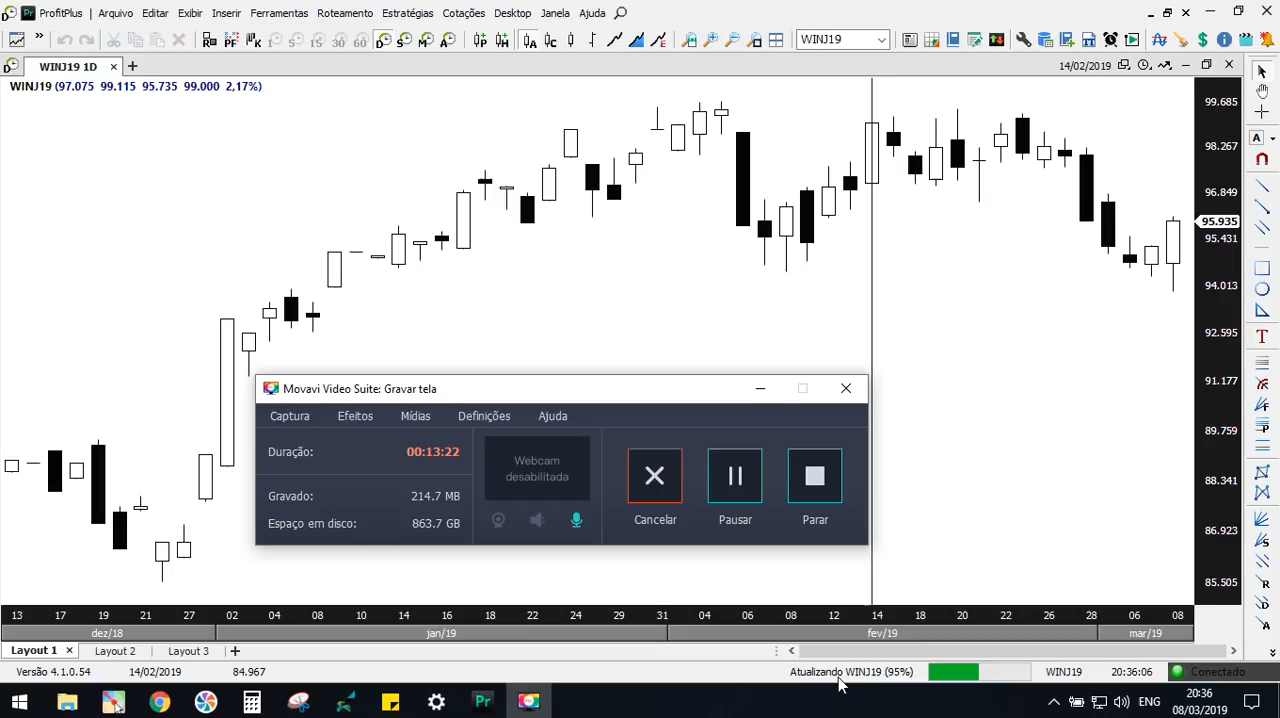 ProfitPlus Arquivo Editar Exibir Inserir Ferramentas Roteamento Estratégias Cotações Desktop Janela Ajuda
WINJ19
WINJ19 1D
14/02/2019
WINJ19 (97.075 99.115 95.735 99.000 2,17%)
99.685
98.267
96.849
95.935
95.431
94.013
92.595
91.177
89.759
88.341
86.923
85.505
Movavi Video Suite: Gravar tela
Captura Efeitos Mídias Definições Ajuda
Duração: 00:13:22
Gravado: 214.7 MB
Espaço em disco: 863.7 GB
Webcam
desabilitada
Cancelar Pausar Parar
13 17 19 21 27 02 04 08 10 14 16 18 22 24 29 31 04 06 08 12 14 18 20 22 26 28 06 08
dez/18 jan/19 fev/19 mar/19
Layout 1 Layout 2 Layout 3
Versão 4.1.0.54 14/02/2019 84.967 Atualizando WINJ19 (95%) WINJ19 20:36:06 Conectado
ENG
20:36
08/03/2019